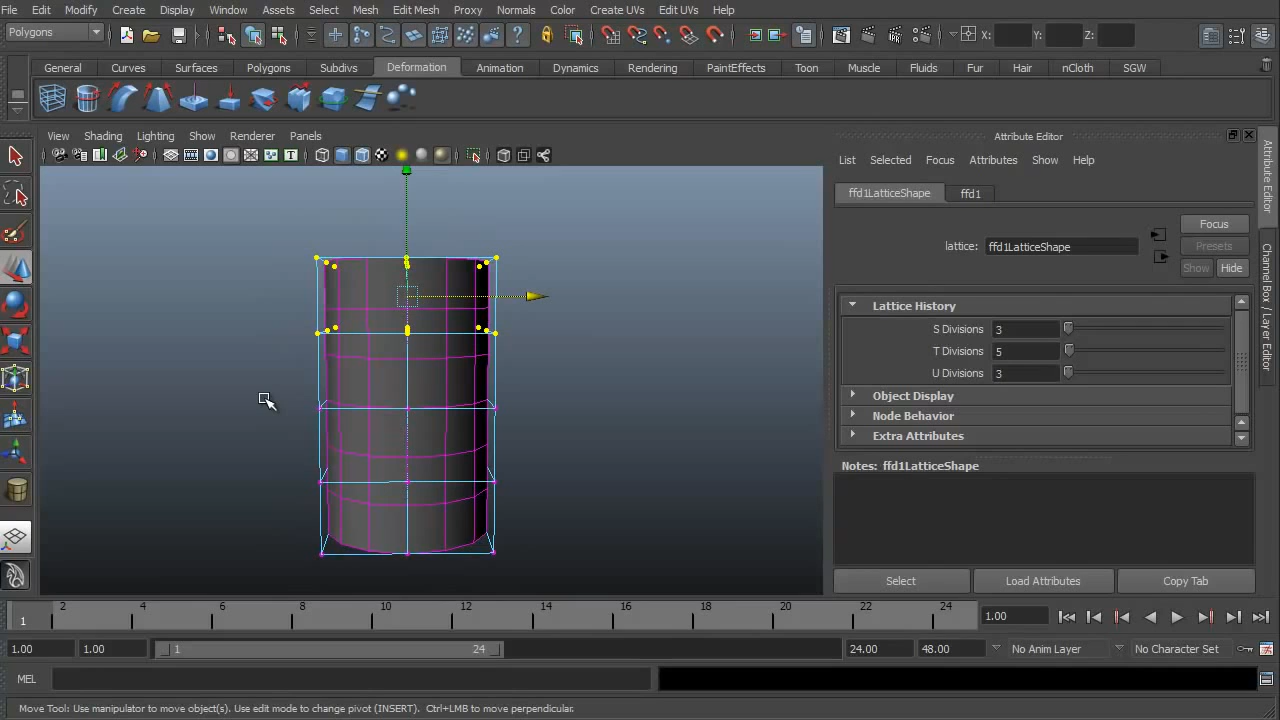 File Edit Modify Create Display Window Assets Select Mesh Edit Mesh Proxy Normals Color Create UVs Edit UVs Help
Polygons X: Y: Z:
General Curves Surfaces Polygons Subdivs Deformation Animation Dynamics Rendering PaintEffects Toon Muscle Fluids Fur Hair nCloth SGW
View Shading Lighting Show Renderer Panels
Attribute Editor
List Selected Focus Attributes Show Help
ffd1LatticeShape ffd1
Focus
lattice: ffd1LatticeShape Presets
Show Hide
Lattice History
S Divisions 3
T Divisions 5
U Divisions 3
Object Display
Node Behavior
Extra Attributes
Notes: ffd1LatticeShape
Select Load Attributes Copy Tab
Attribute Editor
Channel Box / Layer Editor
1 2 4 6 8 10 12 14 16 18 20 22 24 1.00
1.00 1.00 1 24 24.00 48.00 No Anim Layer No Character Set
MEL
Move Tool: Use manipulator to move object(s). Use edit mode to change pivot (INSERT). Ctrl+LMB to move perpendicular.